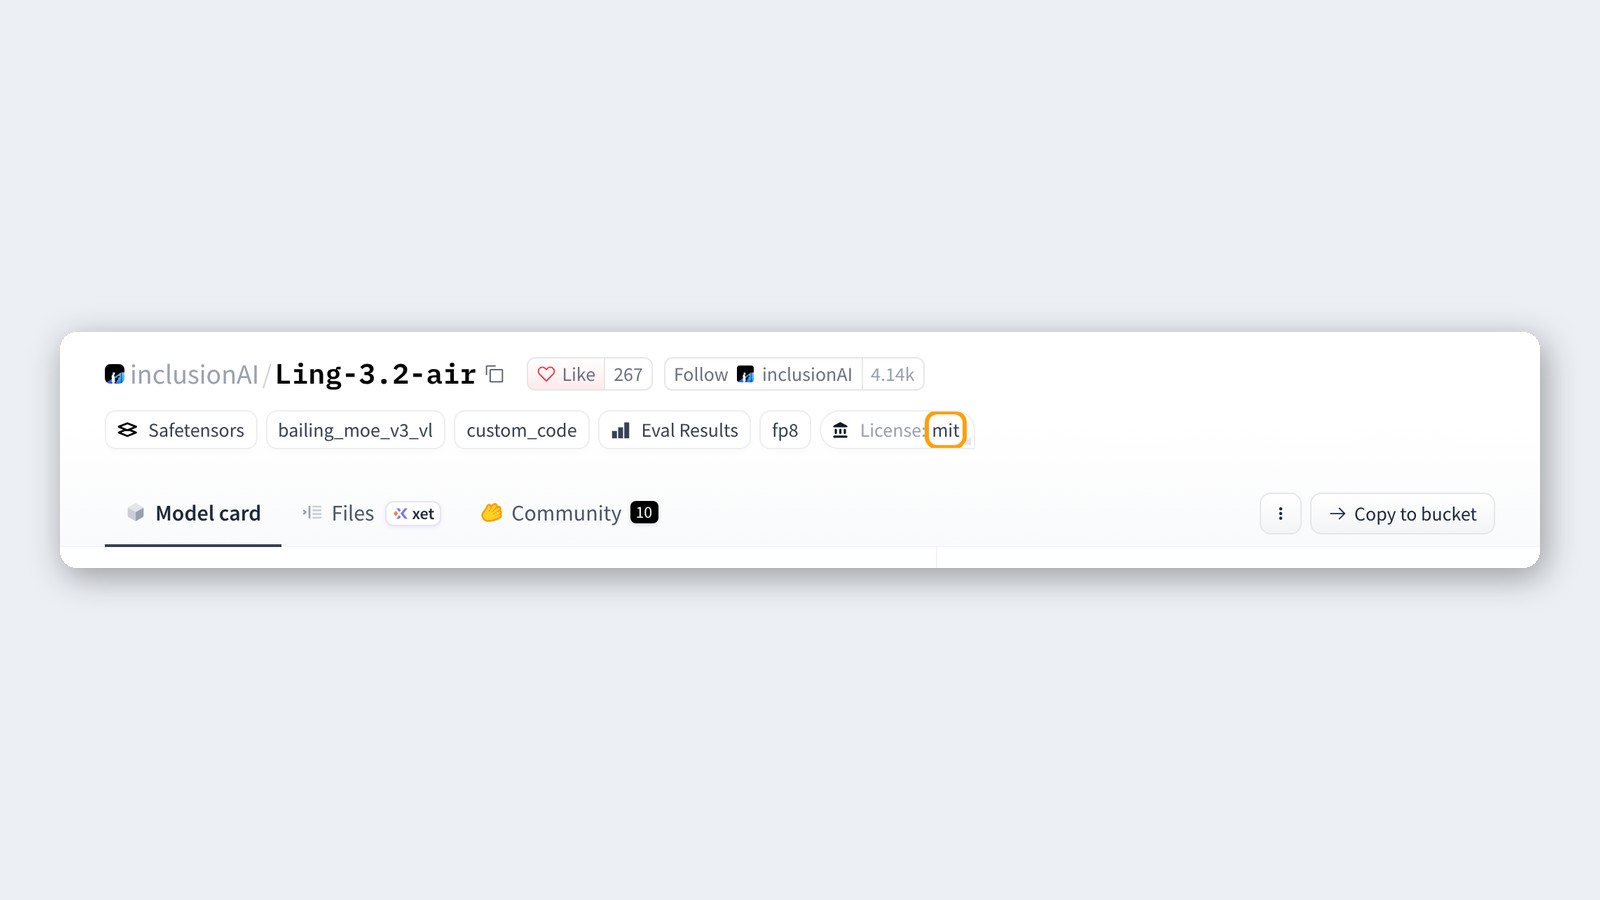 inclusionAI/Ling-3.2-air Like 267 Follow inclusionAI 4.14k
Safetensors bailing_moe_v3_vl custom_code Eval Results fp8 License: mit
Model card Files xet Community 10 Copy to bucket